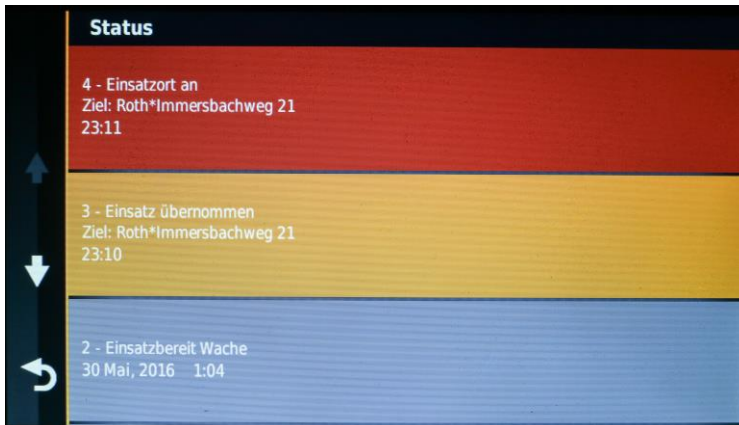 Status
4 - Einsatzort an
Ziel: Roth*Immersbachweg 21
23:11
3 - Einsatz übernommen
Ziel: Roth*Immersbachweg 21
23:10
2 - Einsatzbereit Wache
30 Mai, 2016 1:04